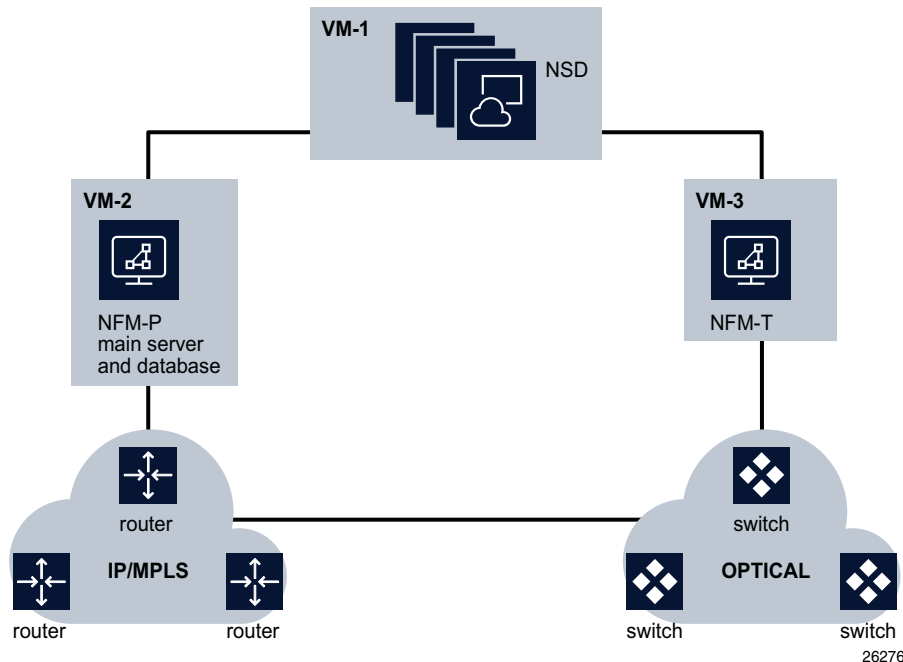 VM-1
NSD
VM-2
NFM-P
main server
and database
VM-3
NFM-T
router
IP/MPLS
router
router
switch
OPTICAL
switch
switch
26276